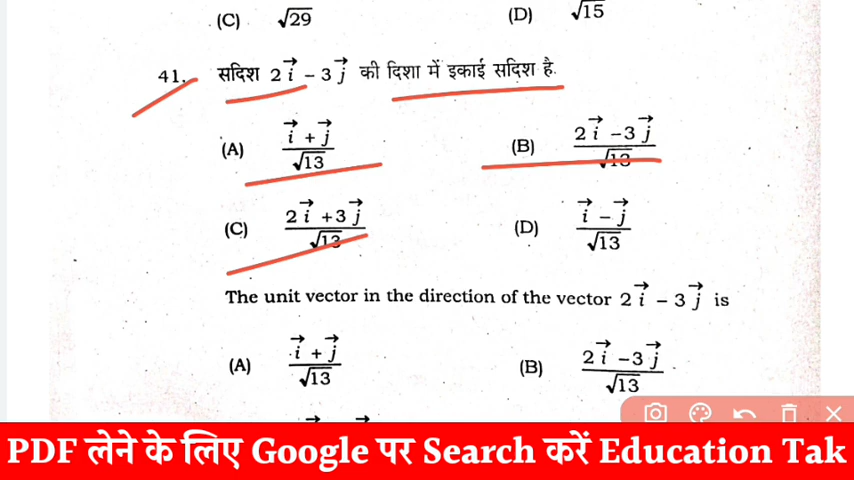 (C) √29 (D) √15
41. सदिश 2i⃗ – 3j⃗ की दिशा में इकाई सदिश है.
(A) (i⃗ + j⃗)/√13 (B) (2i⃗ – 3j⃗)/√13
(C) (2i⃗ + 3j⃗)/√13 (D) (i⃗ – j⃗)/√13
The unit vector in the direction of the vector 2i⃗ – 3j⃗ is
(A) (i⃗ + j⃗)/√13 (B) (2i⃗ – 3j⃗)/√13
PDF लेने के लिए Google पर Search करें Education Tak